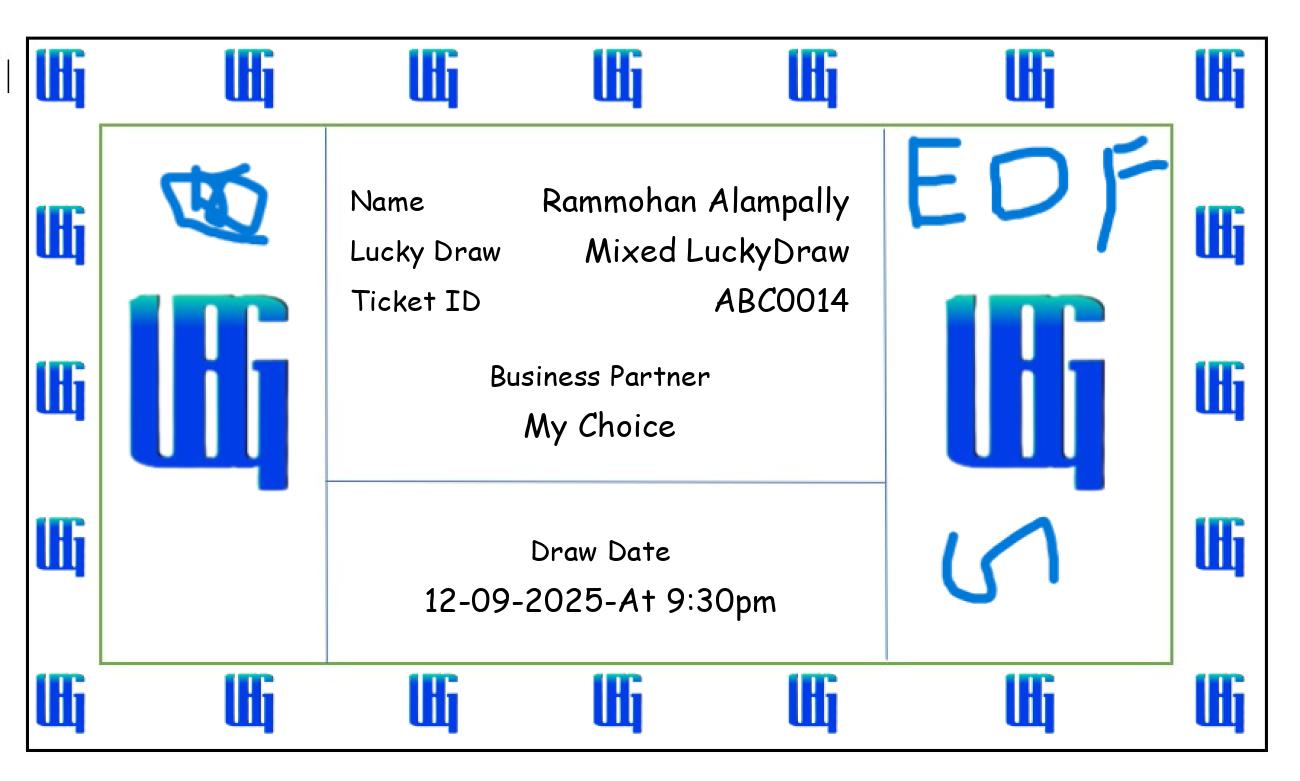 EDF
Name Rammohan Alampally
Lucky Draw Mixed LuckyDraw
Ticket ID ABC0014
Business Partner
My Choice
Draw Date
12-09-2025-At 9:30pm